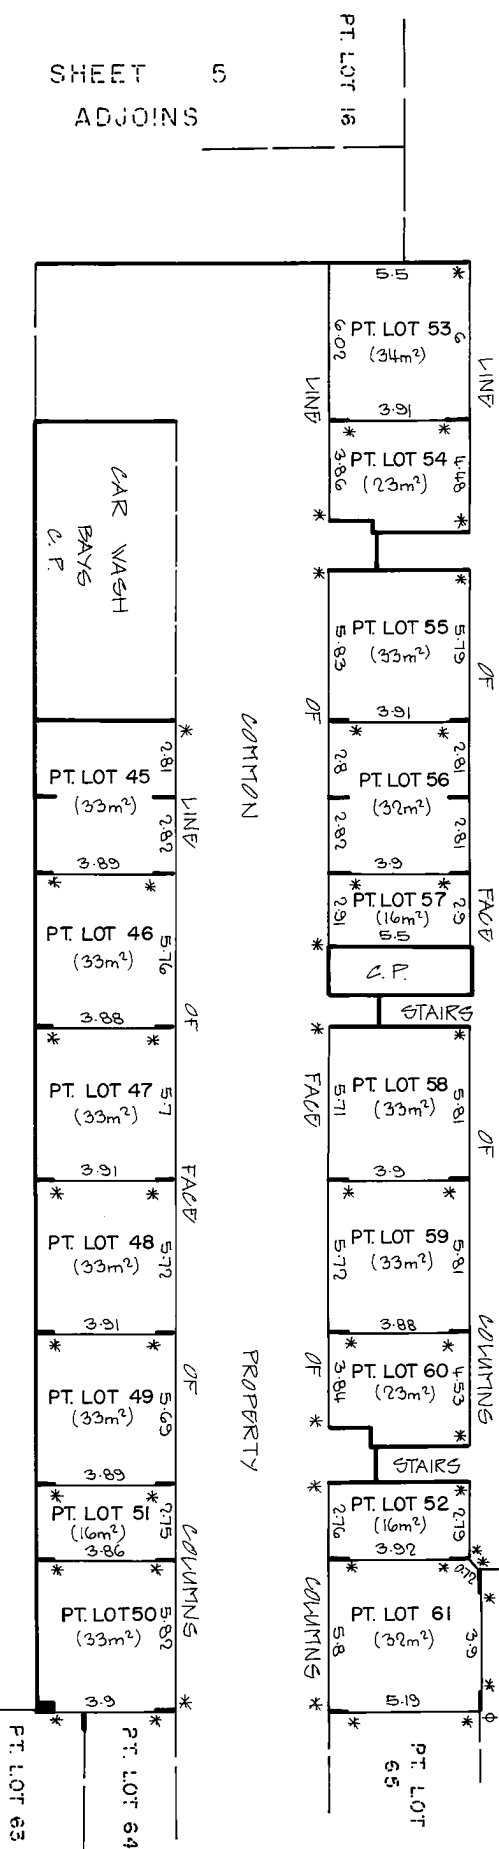 SHEET 5
ADJOINS
PT. LOT 16
5.5
*
PT. LOT 53
(34m²)
6
6.02
LINE
LINE
3.91
* *
PT. LOT 54
(23m²)
3.86
4.48
* *
* *
PT. LOT 55
(33m²)
5.83
5.79
OF
OF
3.91
*
PT. LOT 56
(32m²)
2.8
2.81
2.82
2.81
3.9
* *
PT. LOT 57
(16m²)
2.91
2.9
5.5
FACE
*
C.P.
STAIRS
* *
PT. LOT 58
(33m²)
5.71
5.81
FACE
OF
3.9
* *
PT. LOT 59
(33m²)
5.72
5.81
3.88
* *
PT. LOT 60
(23m²)
3.84
4.53
OF
COLUMNS
* *
STAIRS
* *
PT. LOT 52
(16m²)
2.76
2.79
3.92
* *
* *
0.72
PT. LOT 61
(32m²)
5.8
3.9
COLUMNS
*
*
5.19
* * *
ϕ
PT. LOT
65
CAR WASH
BAYS
C.P.
*
PT. LOT 45
(33m²)
2.81
2.82
LINE
3.89
* *
PT. LOT 46
(33m²)
5.76
3.88
* *
OF
PT. LOT 47
(33m²)
5.7
3.91
* *
FACE
PT. LOT 48
(33m²)
5.72
3.91
* *
OF
PT. LOT 49
(33m²)
5.69
3.89
* *
PT. LOT 51
(16m²)
2.75
3.86
* *
COLUMNS
PT. LOT 50
(33m²)
5.82
3.9
* * *
PT. LOT 64
PT. LOT 63
COMMON
PROPERTY